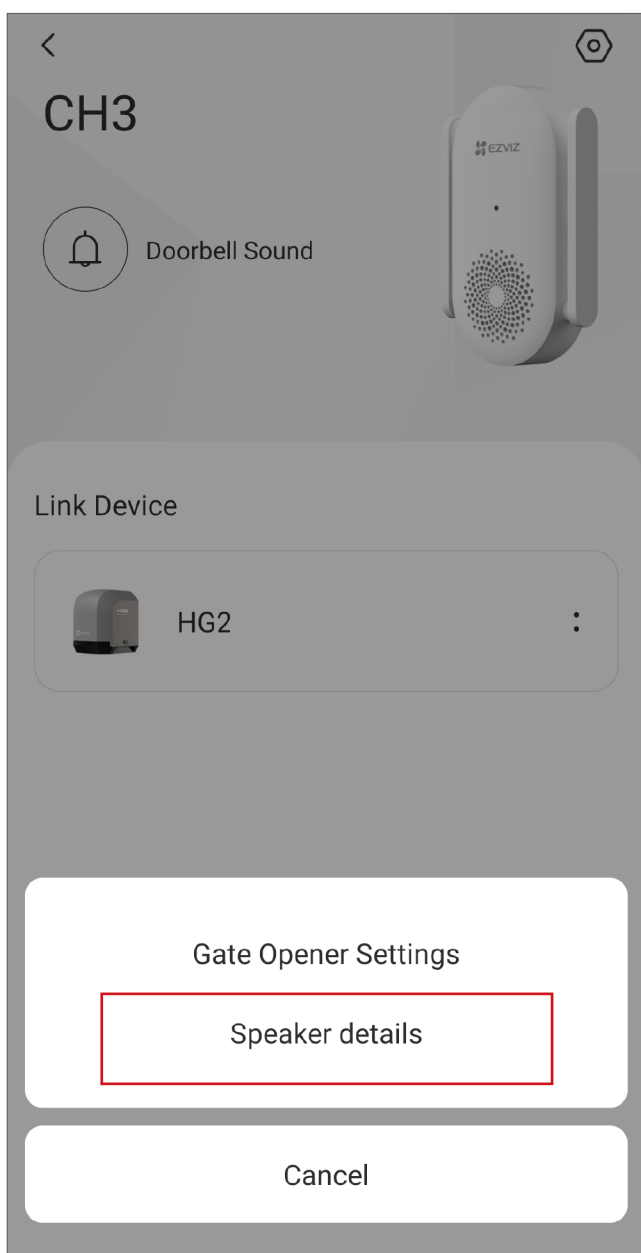 CH3
EZVIZ
Doorbell Sound
Link Device
HG2
Gate Opener Settings
Speaker details
Cancel